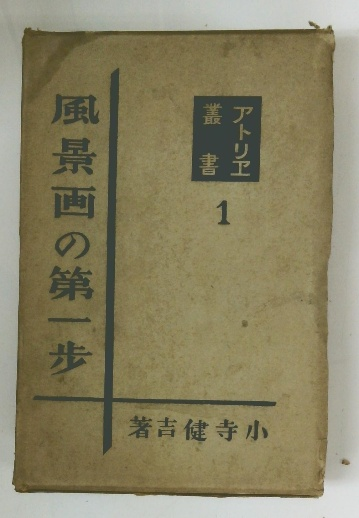 アトリヱ
叢書
1
風景画の第一歩
小寺健吉著